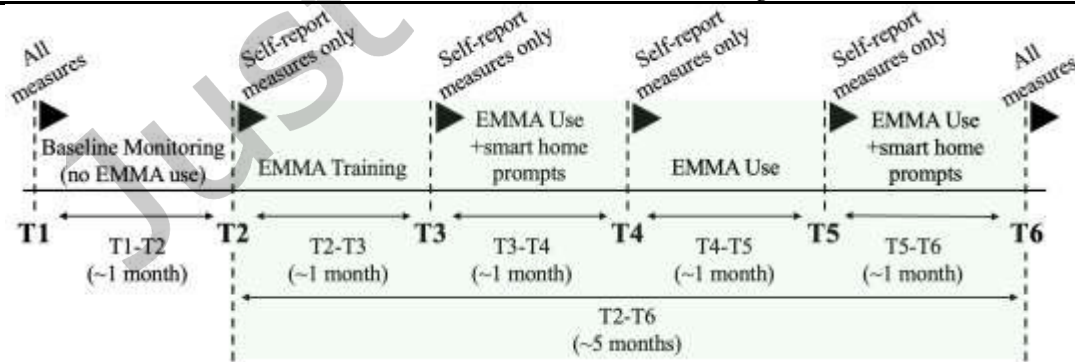 All
measures
Self-report
measures only
Self-report
measures only
Self-report
measures only
Self-report
measures only
All
measures
Baseline Monitoring
(no EMMA use)
EMMA Training
EMMA Use
+smart home
prompts
EMMA Use
EMMA Use
+smart home
prompts
T1
T2
T3
T4
T5
T6
T1-T2
(~1 month)
T2-T3
(~1 month)
T3-T4
(~1 month)
T4-T5
(~1 month)
T5-T6
(~1 month)
T2-T6
(~5 months)
Just